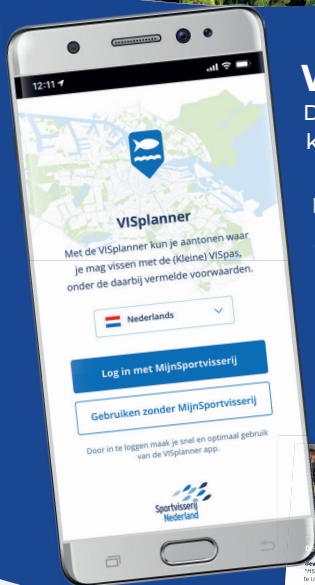 12:11
VISplanner
Met de VISplanner kun je aantonen waar
je mag vissen met de (Kleine) VISpas,
onder de daarbij vermelde voorwaarden.
Nederlands
Log in met MijnSportvisserij
Gebruiken zonder MijnSportvisserij
Door in te loggen maak je snel en optimaal gebruik
van de VISplanner app.
Sportvisserij
Nederland